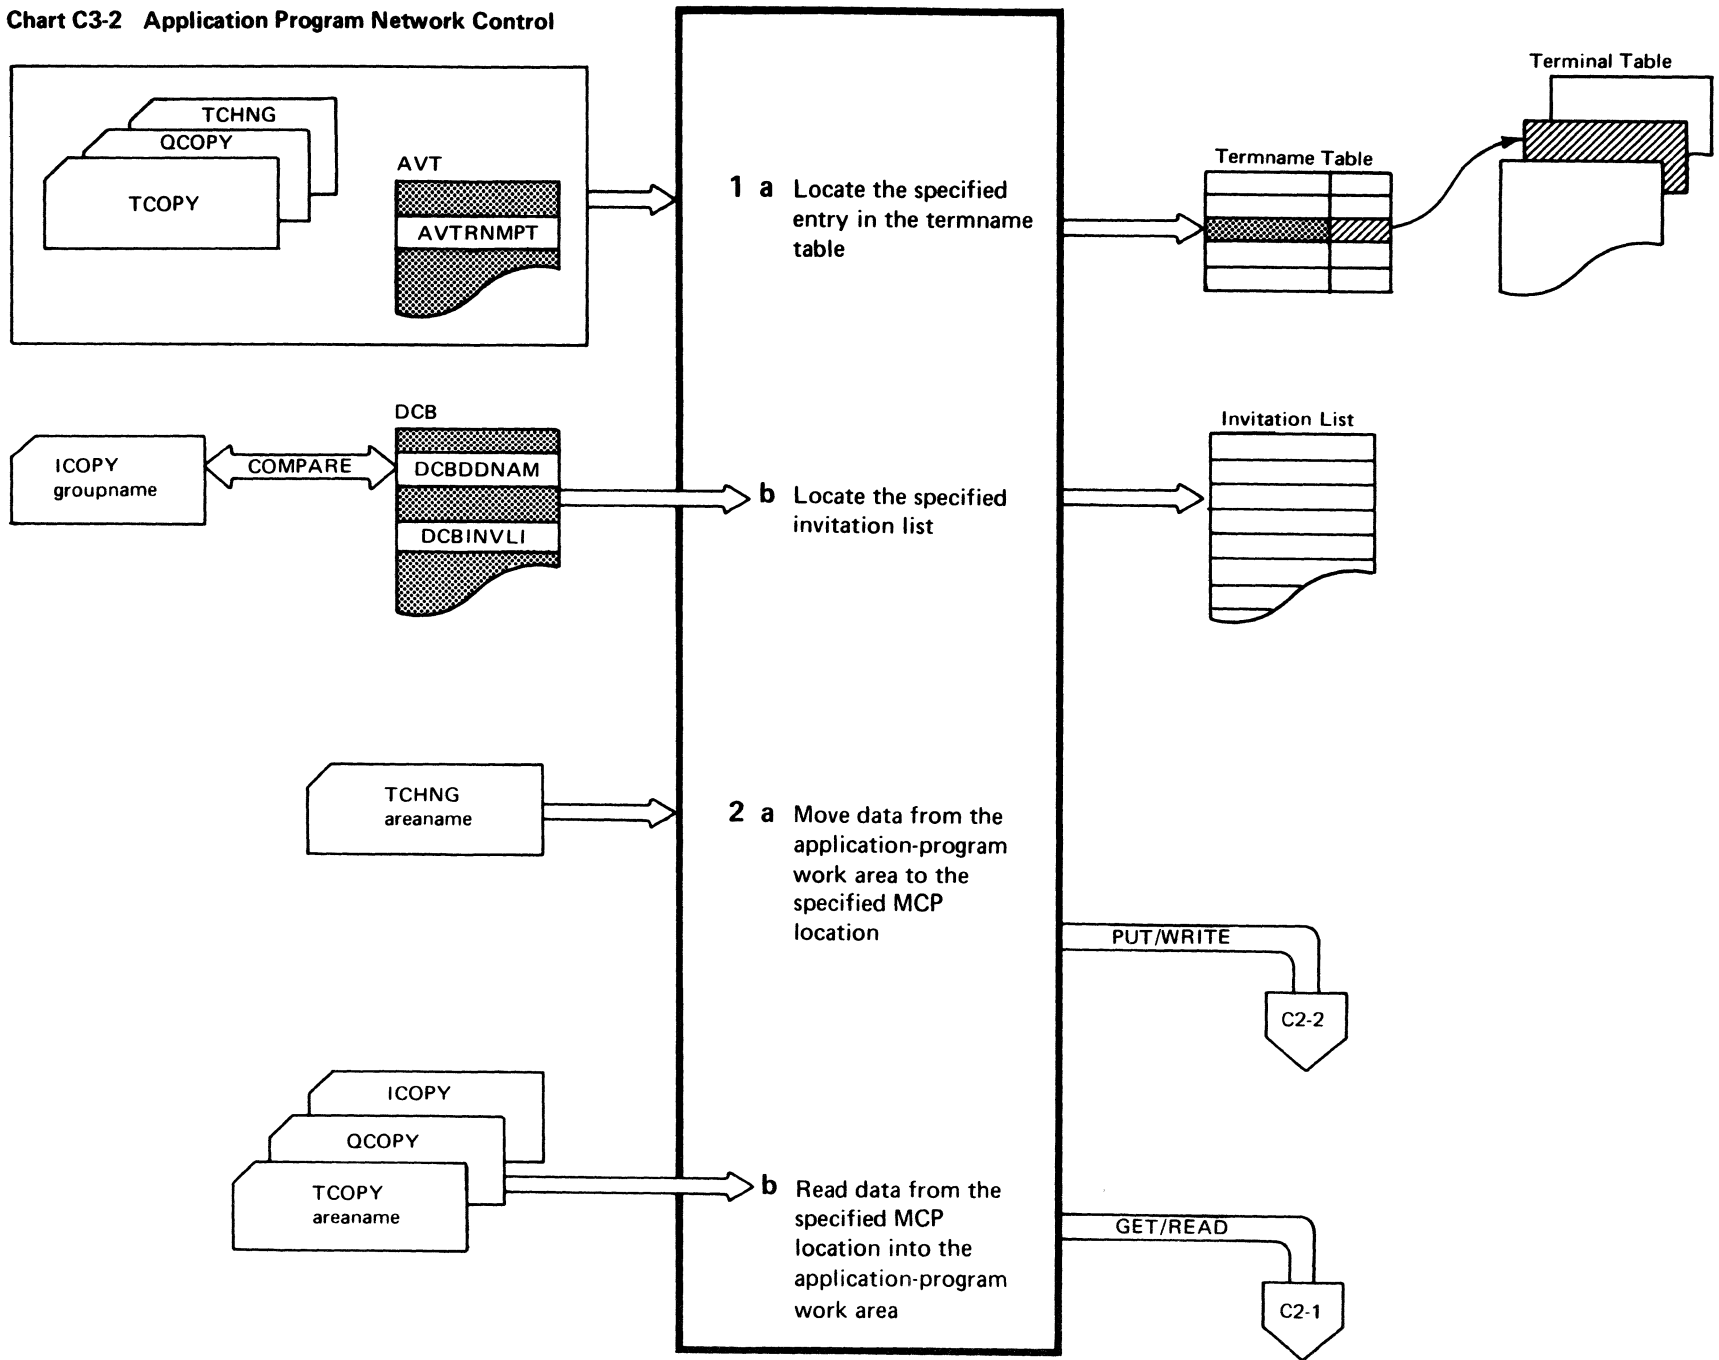 Chart C3-2 Application Program Network Control
TCHNG
QCOPY
TCOPY
AVT
AVTRNMPT
1 a Locate the specified
entry in the termname
table
Termname Table
Terminal Table
ICOPY
groupname
COMPARE
DCB
DCBDDNAM
DCBINVLI
b Locate the specified
invitation list
Invitation List
TCHNG
areaname
2 a Move data from the
application-program
work area to the
specified MCP
location
PUT/WRITE
C2-2
ICOPY
QCOPY
TCOPY
areaname
b Read data from the
specified MCP
location into the
application-program
work area
GET/READ
C2-1